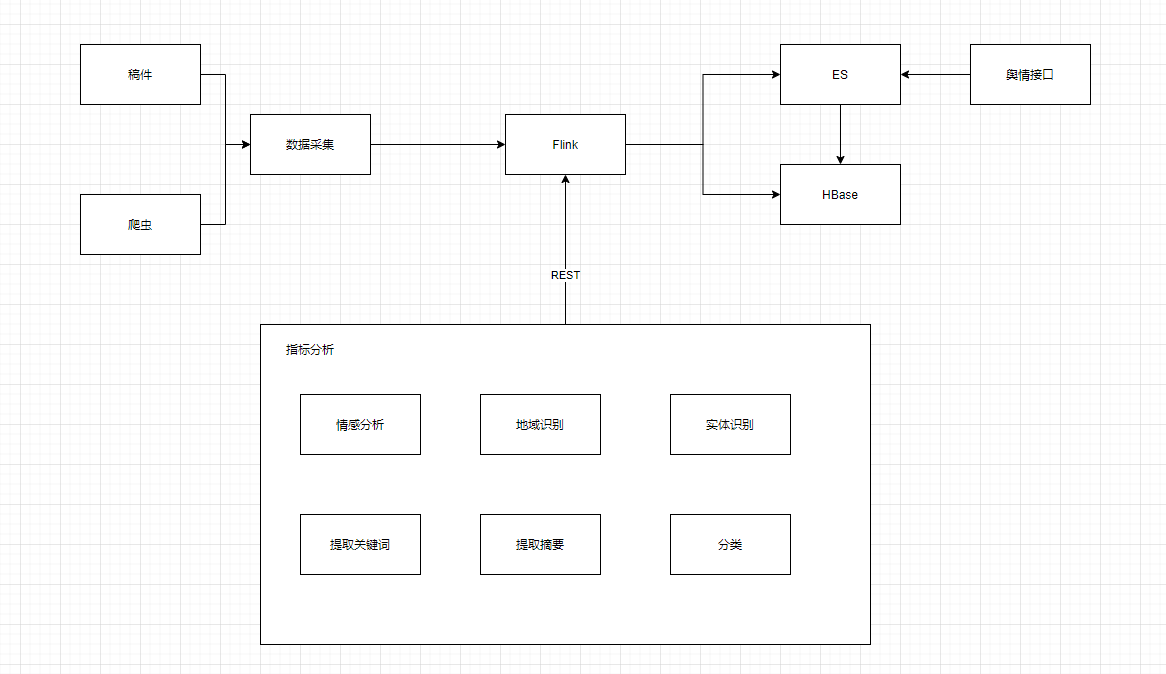 稿件
ES
舆情接口
数据采集
Flink
HBase
爬虫
REST
指标分析
情感分析
地域识别
实体识别
提取关键词
提取摘要
分类